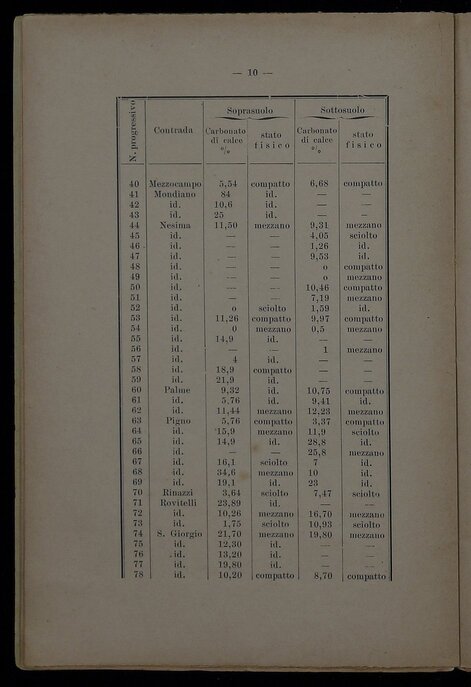 — 10 —
Soprasuolo Sottosuolo
N. progressivo Contrada Carbonato di calce % stato fisico Carbonato di calce % stato fisico
40 Mezzocampo 5,54 compatto 6,68 compatto
41 Mondiano 84 id. — —
42 id. 10,6 id. — —
43 id. 25 id. — —
44 Nesima 11,50 mezzano 9,31 mezzano
45 id. — — 4,05 sciolto
46 id. — — 1,26 id.
47 id. — — 9,53 id.
48 id. — — 0 compatto
49 id. — — 0 mezzano
50 id. — — 10,46 compatto
51 id. — — 7,19 mezzano
52 id. 0 sciolto 1,59 id.
53 id. 11,26 compatto 9,97 compatto
54 id. 0 mezzano 0,5 mezzano
55 id. 14,9 id. — —
56 id. — — 1 mezzano
57 id. 4 id. — —
58 id. 18,9 compatto — —
59 id. 21,9 id. — —
60 Palme 9,32 id. 10,75 compatto
61 id. 5,76 id. 9,41 id.
62 id. 11,44 mezzano 12,23 mezzano
63 Pigno 5,76 compatto 3,37 compatto
64 id. 15,9 mezzano 11,9 sciolto
65 id. 14,9 id. 28,8 id.
66 id. — — 25,8 mezzano
67 id. 16,1 sciolto 7 id.
68 id. 34,6 mezzano 10 id.
69 id. 19,1 id. 23 id.
70 Rinazzi 3,64 sciolto 7,47 sciolto
71 Rovitelli 23,89 id. — —
72 id. 10,26 mezzano 16,70 mezzano
73 id. 1,75 sciolto 10,93 sciolto
74 S. Giorgio 21,70 mezzano 19,80 mezzano
75 id. 12,30 id. — —
76 id. 13,20 id. — —
77 id. 19,80 id. — —
78 id. 10,20 compatto 8,70 compatto